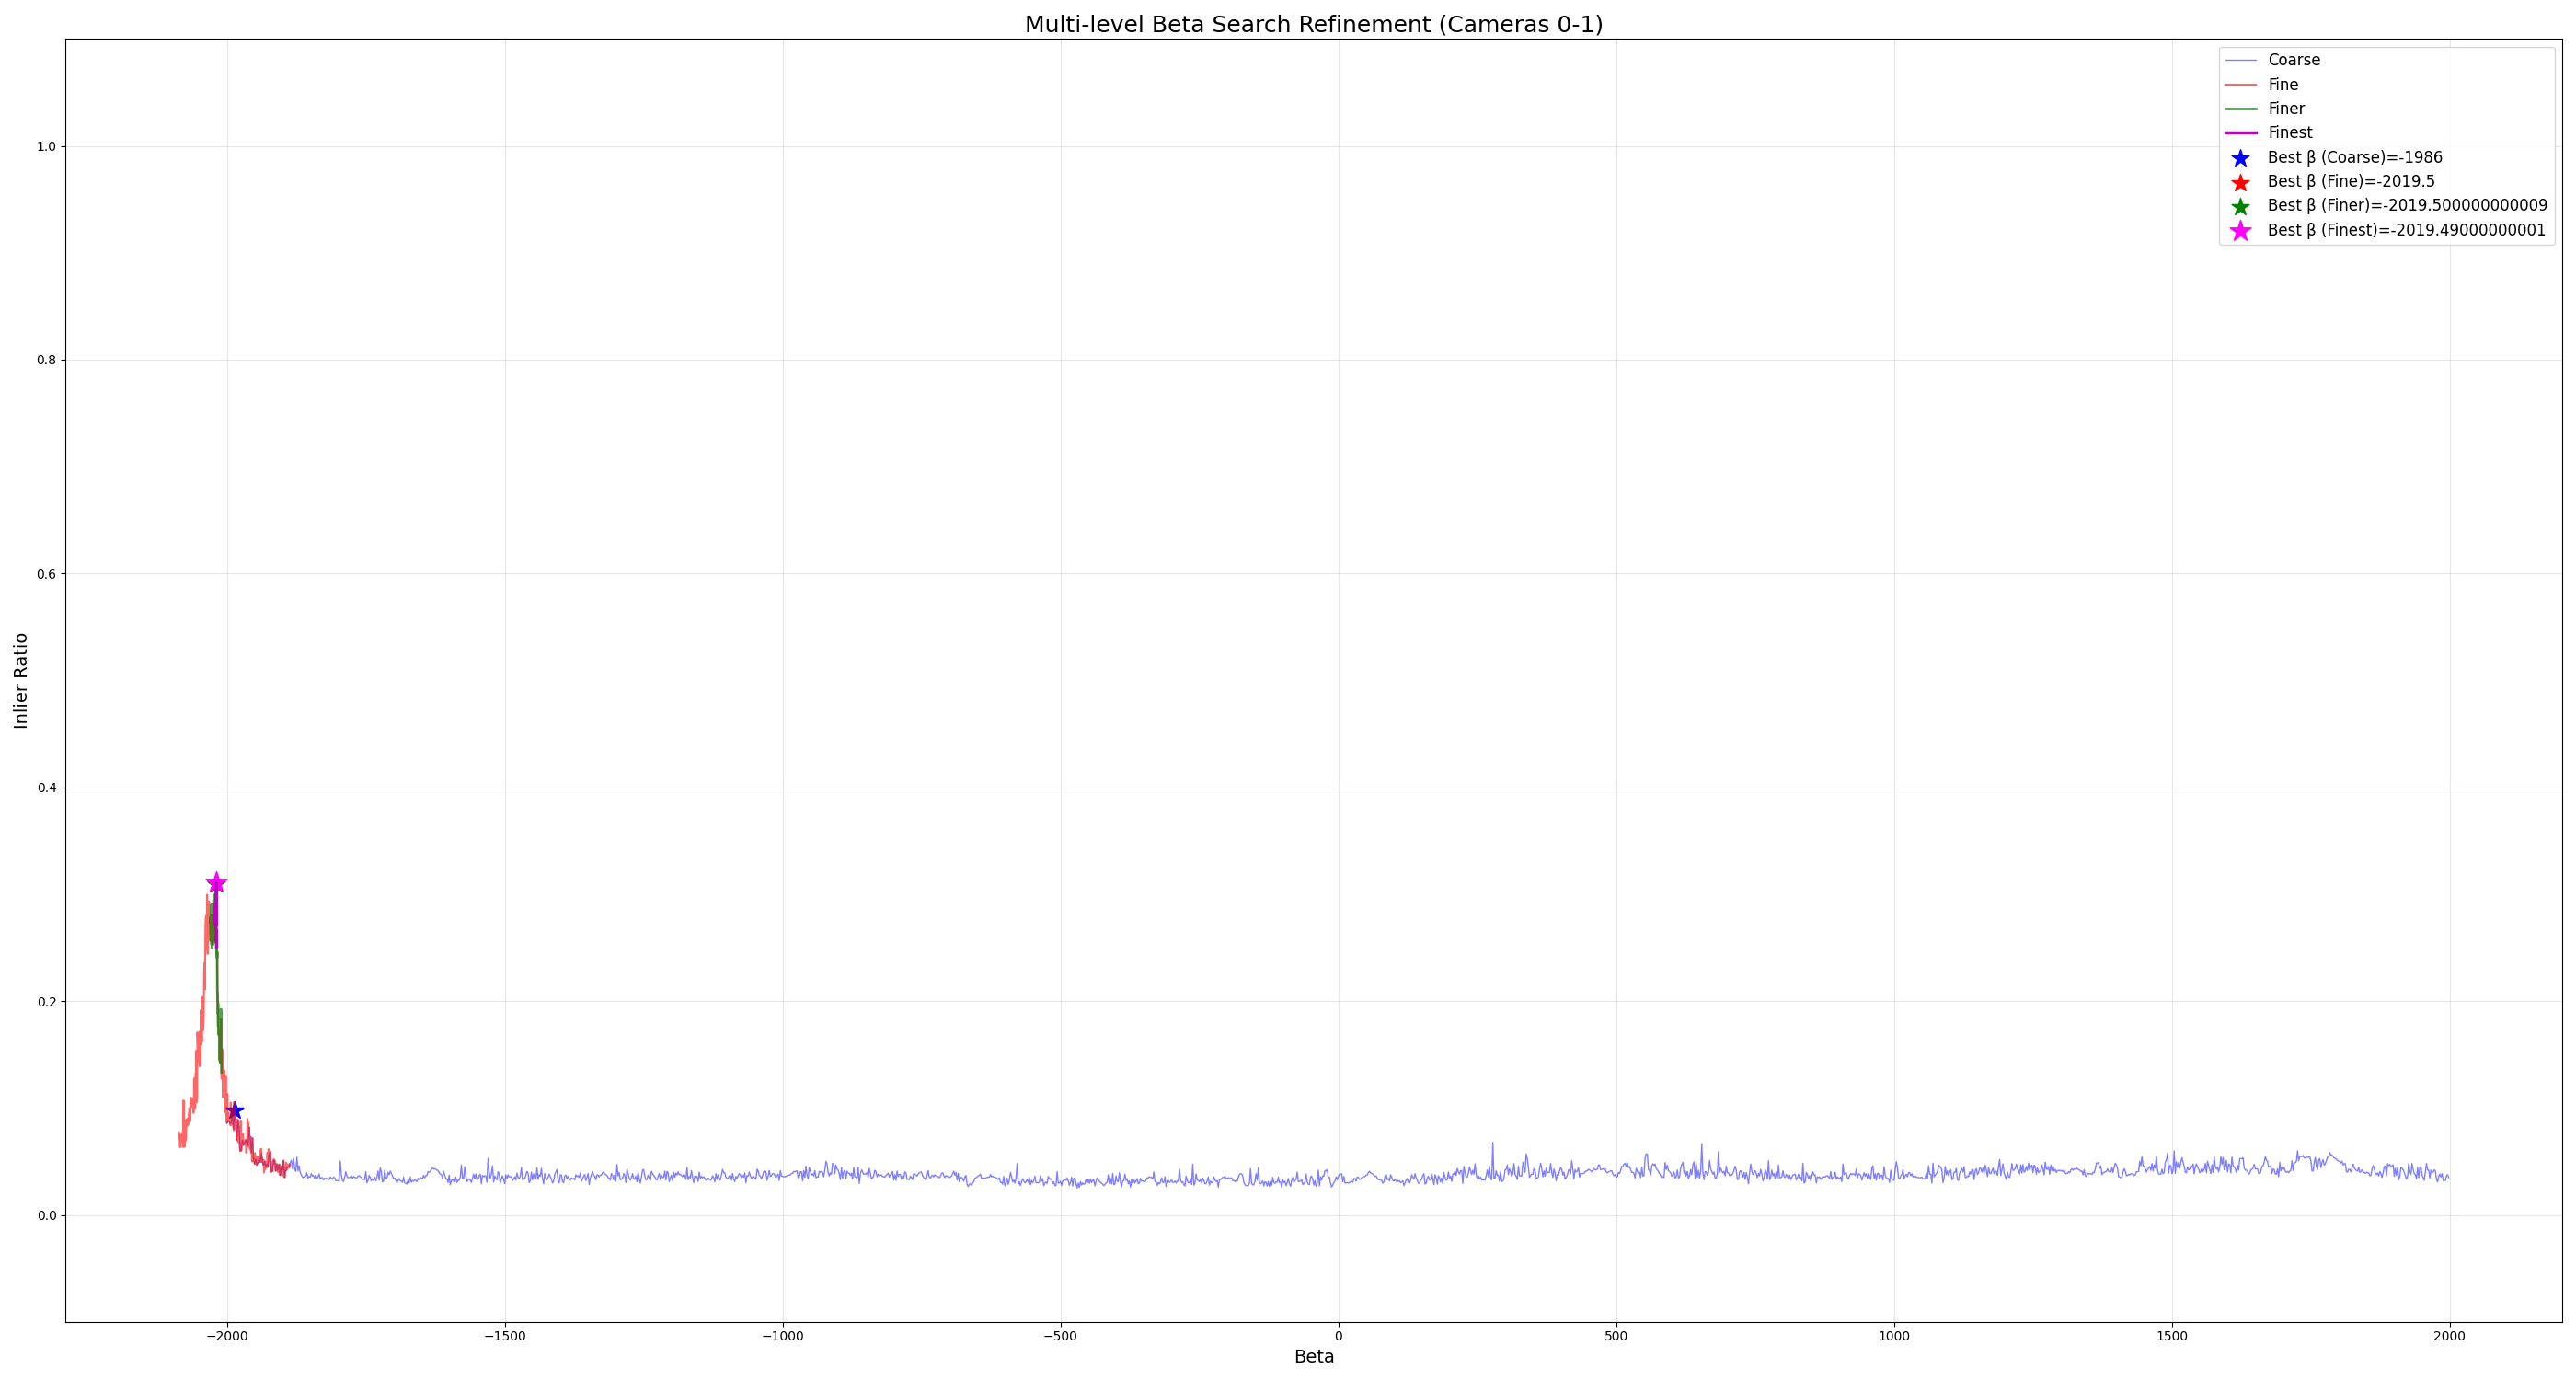 Multi-level Beta Search Refinement (Cameras 0-1)
Coarse
Fine
Finer
Finest
Best β (Coarse)=-1986
Best β (Fine)=-2019.5
Best β (Finer)=-2019.500000000009
Best β (Finest)=-2019.49000000001
1.0
0.8
0.6
0.4
0.2
0.0
Inlier Ratio
−2000 −1500 −1000 −500 0 500 1000 1500 2000
Beta